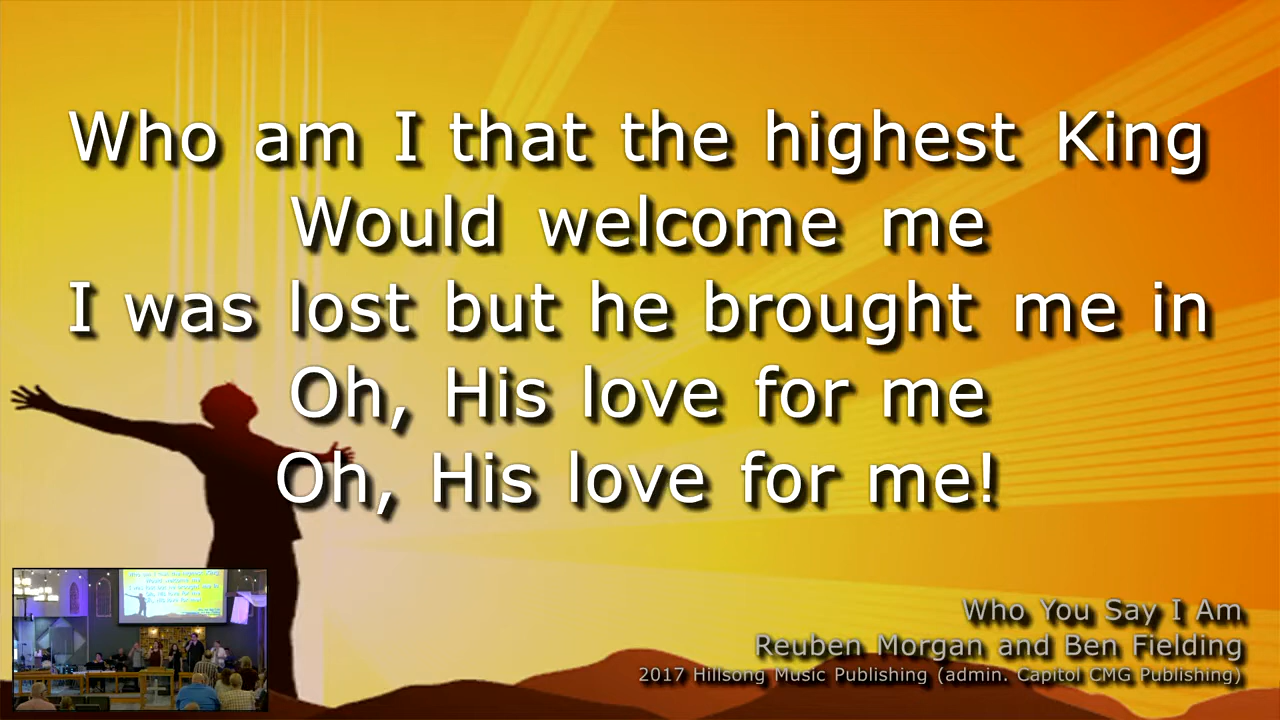 Who am I that the highest King
Would welcome me
I was lost but he brought me in
Oh, His love for me
Oh, His love for me!
Who You Say I Am
Reuben Morgan and Ben Fielding
2017 Hillsong Music Publishing (admin. Capitol CMG Publishing)